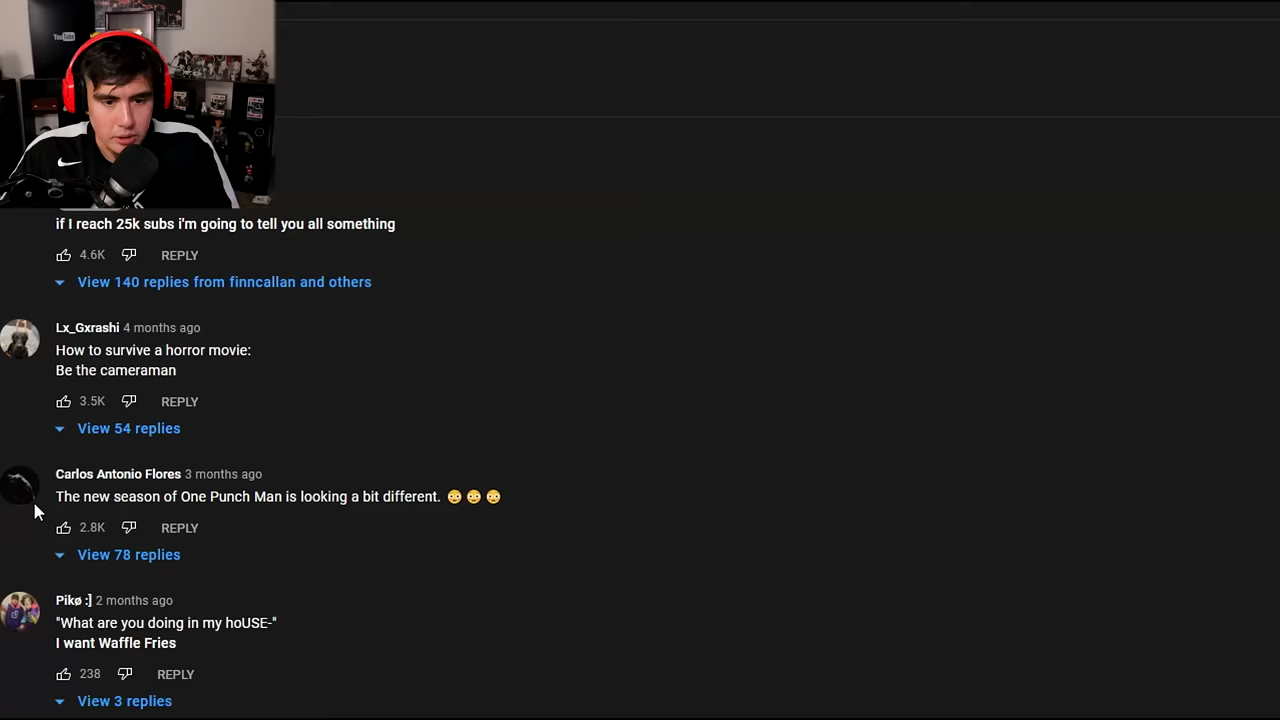 YouTube
if I reach 25k subs i'm going to tell you all something
4.6K REPLY
View 140 replies from finncallan and others
Lx_Gxrashi 4 months ago
How to survive a horror movie:
Be the cameraman
3.5K REPLY
View 54 replies
Carlos Antonio Flores 3 months ago
The new season of One Punch Man is looking a bit different. 😳😳😳
2.8K REPLY
View 78 replies
Pikø :] 2 months ago
"What are you doing in my hoUSE-"
I want Waffle Fries
238 REPLY
View 3 replies